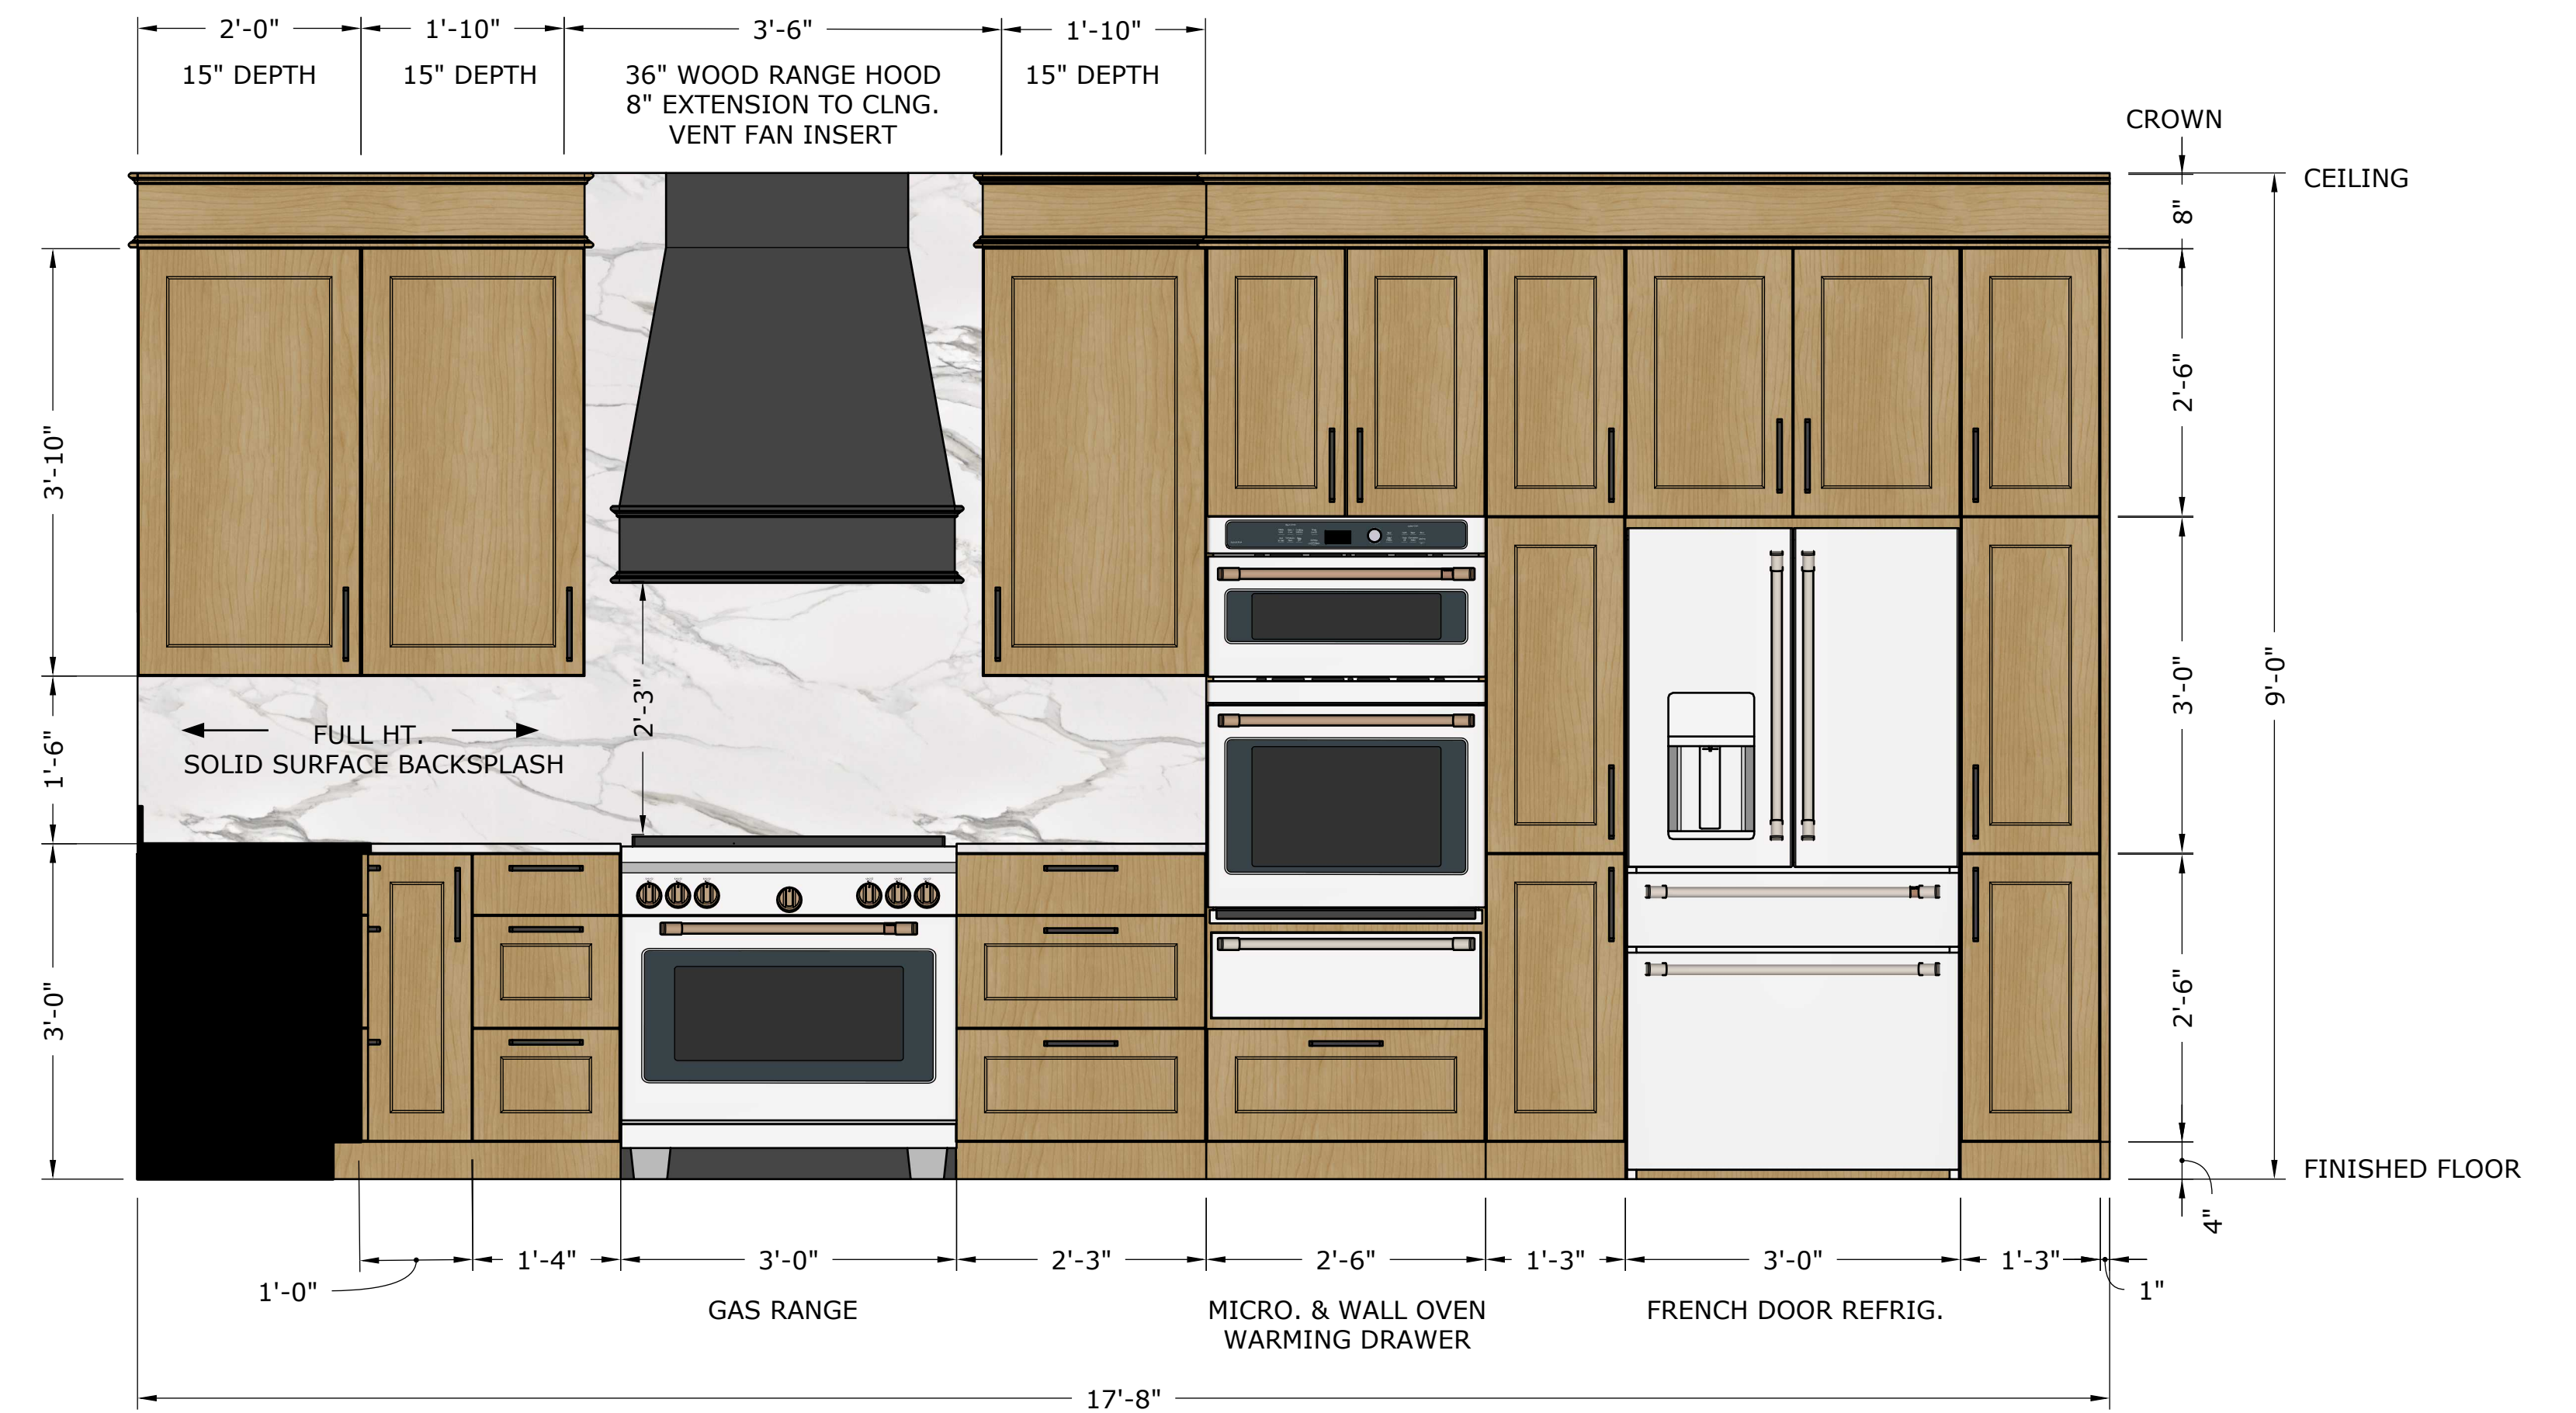 2'-0"
1'-10"
3'-6"
1'-10"
15" DEPTH
15" DEPTH
36" WOOD RANGE HOOD
8" EXTENSION TO CLNG.
VENT FAN INSERT
15" DEPTH
CROWN
CEILING
8"
2'-6"
3'-10"
3'-0"
9'-0"
2'-3"
1'-6"
FULL HT.
SOLID SURFACE BACKSPLASH
3'-0"
2'-6"
FINISHED FLOOR
4"
1'-0"
1'-4"
3'-0"
2'-3"
2'-6"
1'-3"
3'-0"
1'-3"
1"
GAS RANGE
MICRO. & WALL OVEN
WARMING DRAWER
FRENCH DOOR REFRIG.
17'-8"